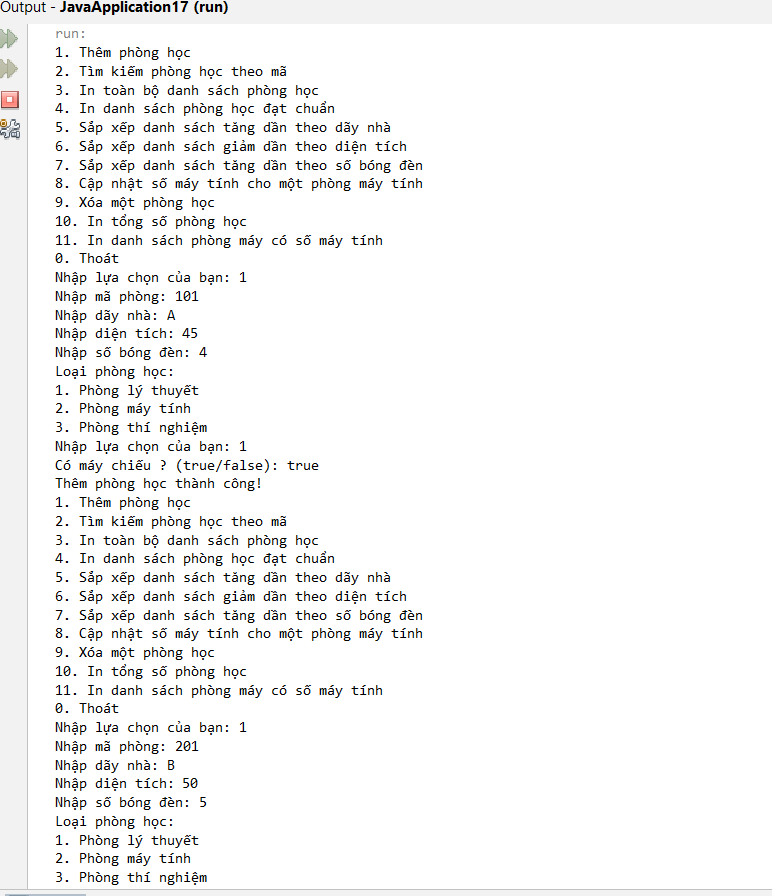 Output - JavaApplication17 (run)
run:
1. Thêm phòng học
2. Tìm kiếm phòng học theo mã
3. In toàn bộ danh sách phòng học
4. In danh sách phòng học đạt chuẩn
5. Sắp xếp danh sách tăng dần theo dãy nhà
6. Sắp xếp danh sách giảm dần theo diện tích
7. Sắp xếp danh sách tăng dần theo số bóng đèn
8. Cập nhật số máy tính cho một phòng máy tính
9. Xóa một phòng học
10. In tổng số phòng học
11. In danh sách phòng máy có số máy tính
0. Thoát
Nhập lựa chọn của bạn: 1
Nhập mã phòng: 101
Nhập dãy nhà: A
Nhập diện tích: 45
Nhập số bóng đèn: 4
Loại phòng học:
1. Phòng lý thuyết
2. Phòng máy tính
3. Phòng thí nghiệm
Nhập lựa chọn của bạn: 1
Có máy chiếu ? (true/false): true
Thêm phòng học thành công!
1. Thêm phòng học
2. Tìm kiếm phòng học theo mã
3. In toàn bộ danh sách phòng học
4. In danh sách phòng học đạt chuẩn
5. Sắp xếp danh sách tăng dần theo dãy nhà
6. Sắp xếp danh sách giảm dần theo diện tích
7. Sắp xếp danh sách tăng dần theo số bóng đèn
8. Cập nhật số máy tính cho một phòng máy tính
9. Xóa một phòng học
10. In tổng số phòng học
11. In danh sách phòng máy có số máy tính
0. Thoát
Nhập lựa chọn của bạn: 1
Nhập mã phòng: 201
Nhập dãy nhà: B
Nhập diện tích: 50
Nhập số bóng đèn: 5
Loại phòng học:
1. Phòng lý thuyết
2. Phòng máy tính
3. Phòng thí nghiệm